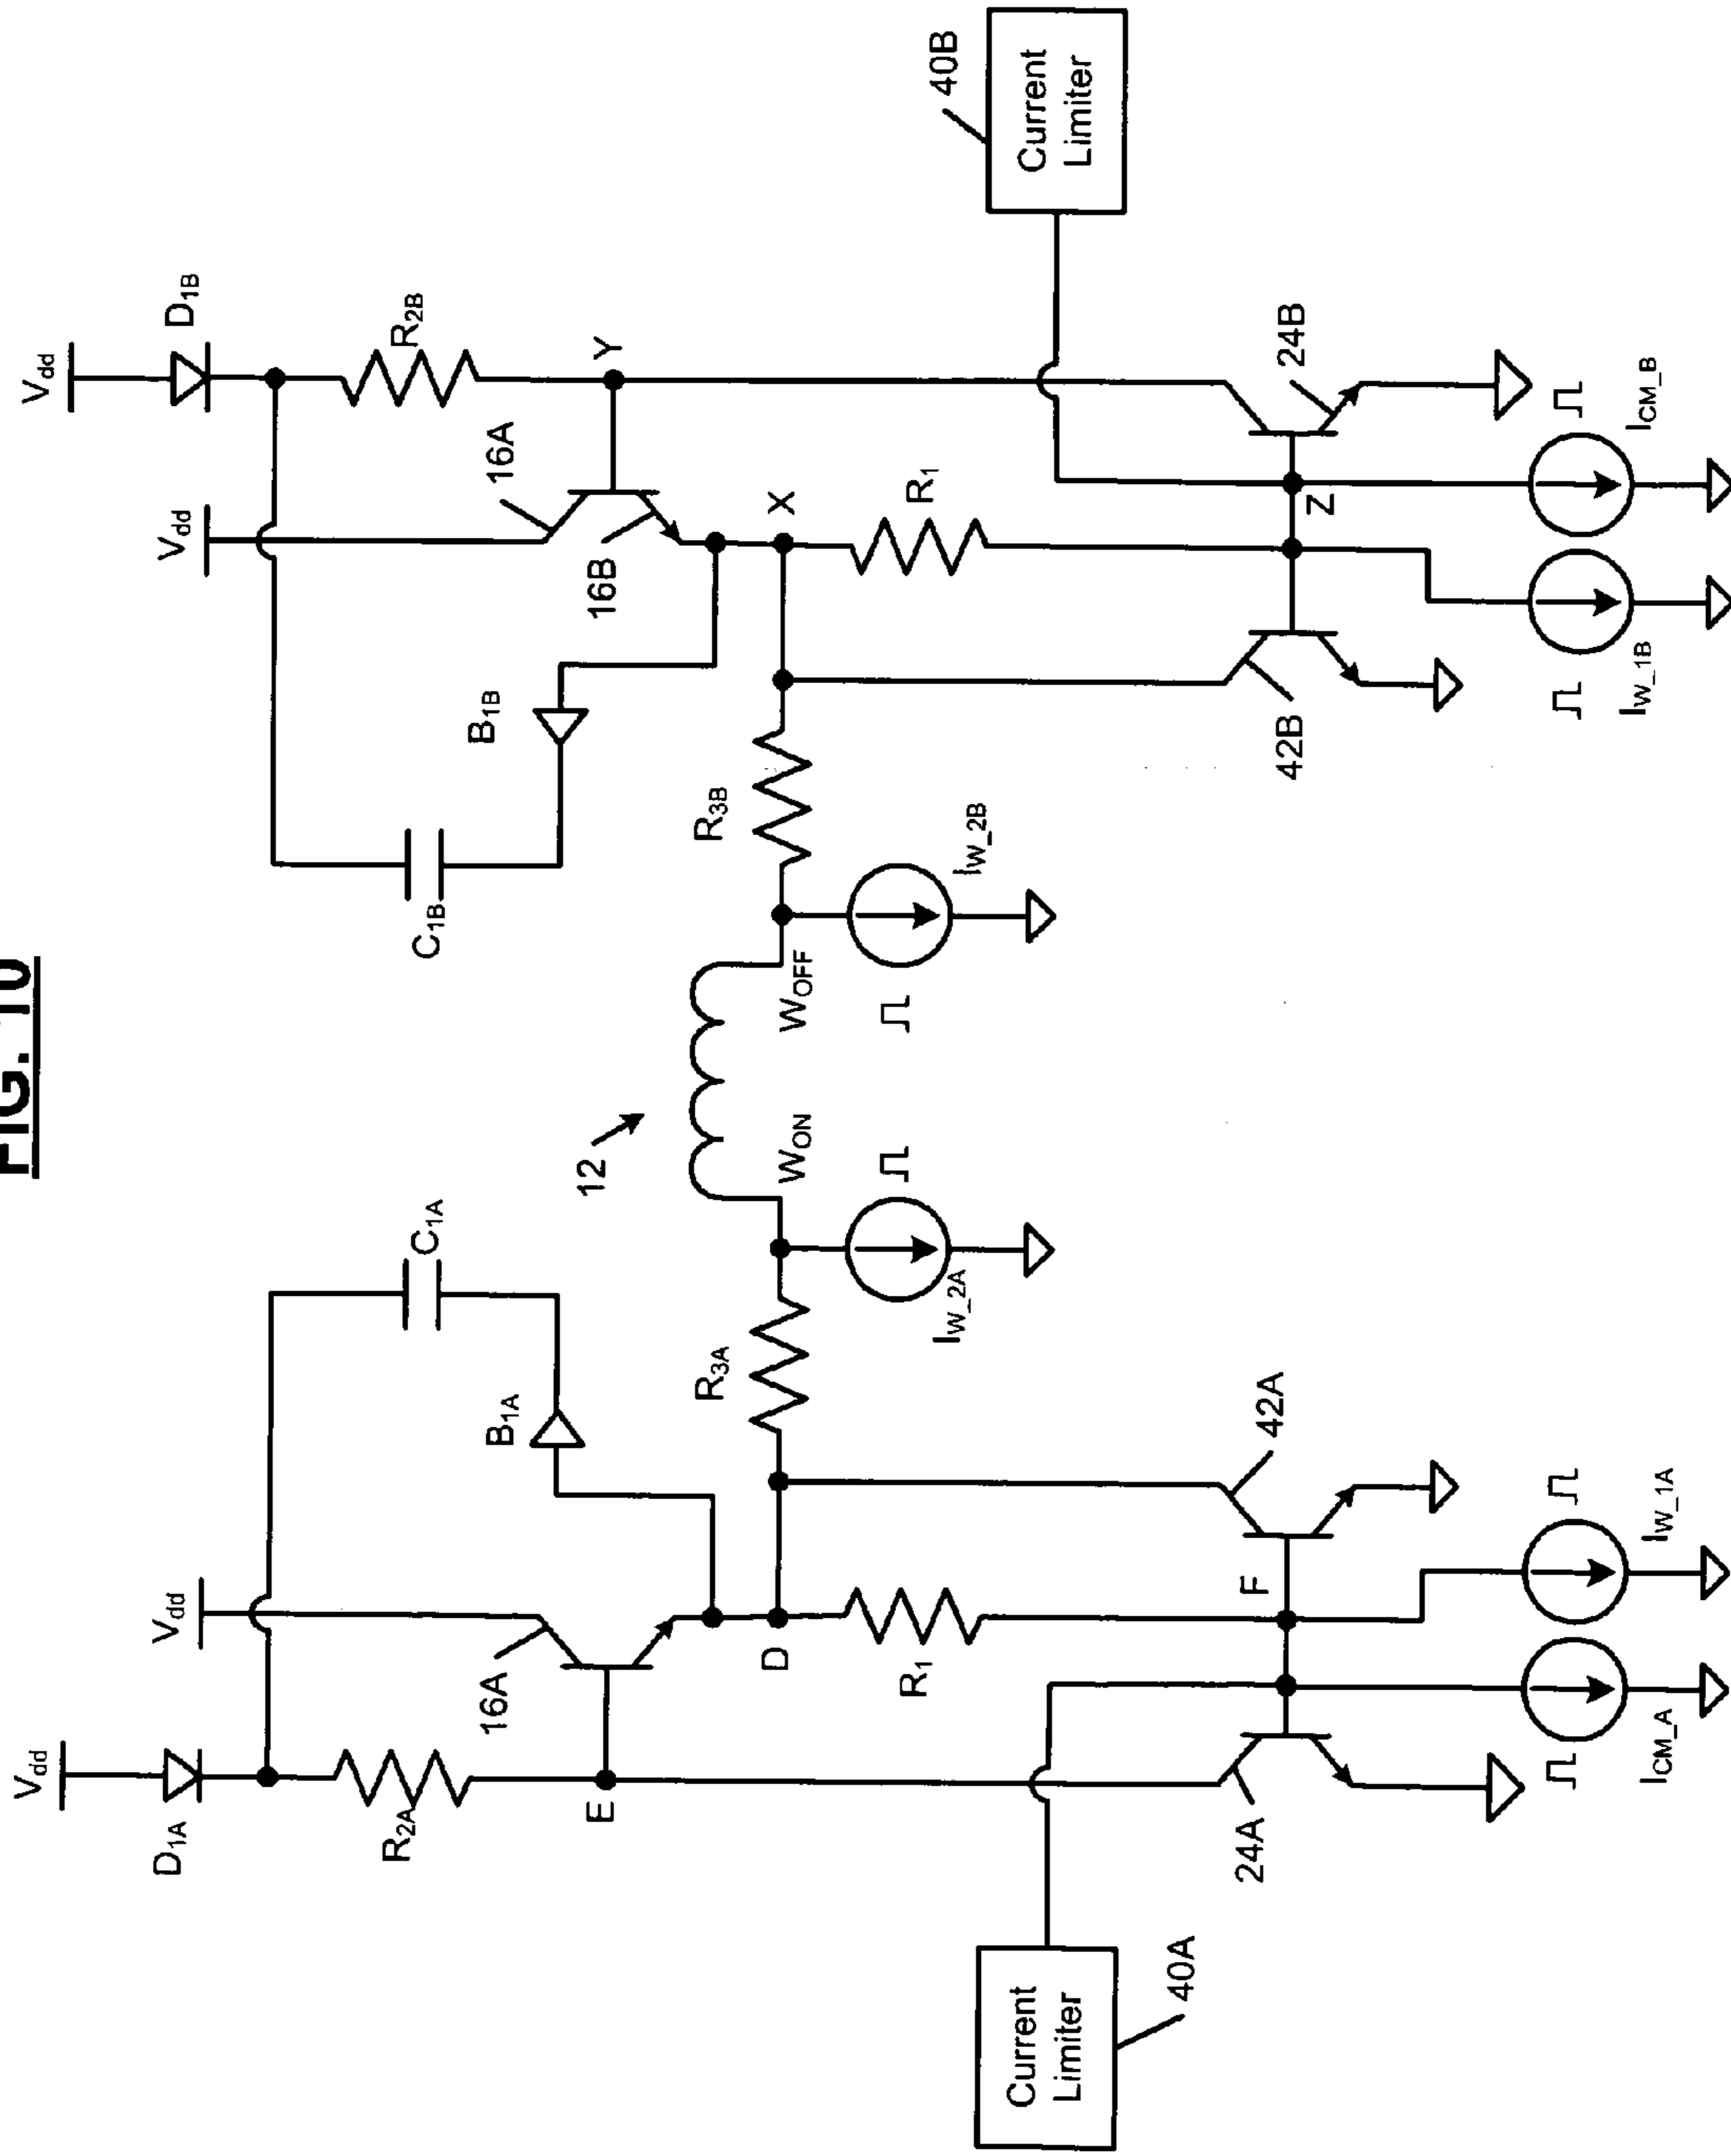 FIG. 10
Vdd
D1A
Vdd
16A
R2A
E
D
R1
B1A
C1A
12
R3A
WON
IW_2A
WOFF
IW_2B
R3B
C1B
B1B
Vdd
Vdd
D1B
16A
16B
R2B
Y
X
R1
Current
Limiter
40A
24A
F
42A
ICM_A
IW_1A
Current
Limiter
40B
42B
Z
24B
IW_1B
ICM_B